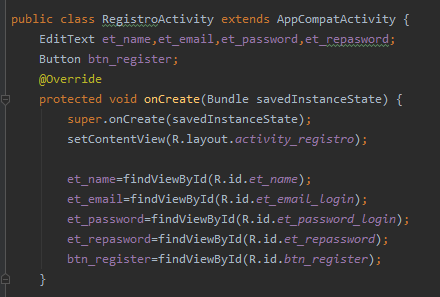 public class RegistroActivity extends AppCompatActivity {
EditText et_name,et_email,et_password,et_repasword;
Button btn_register;
@Override
protected void onCreate(Bundle savedInstanceState) {
super.onCreate(savedInstanceState);
setContentView(R.layout.activity_registro);
et_name=findViewById(R.id.et_name);
et_email=findViewById(R.id.et_email_login);
et_password=findViewById(R.id.et_password_login);
et_repasword=findViewById(R.id.et_repassword);
btn_register=findViewById(R.id.btn_register);
}